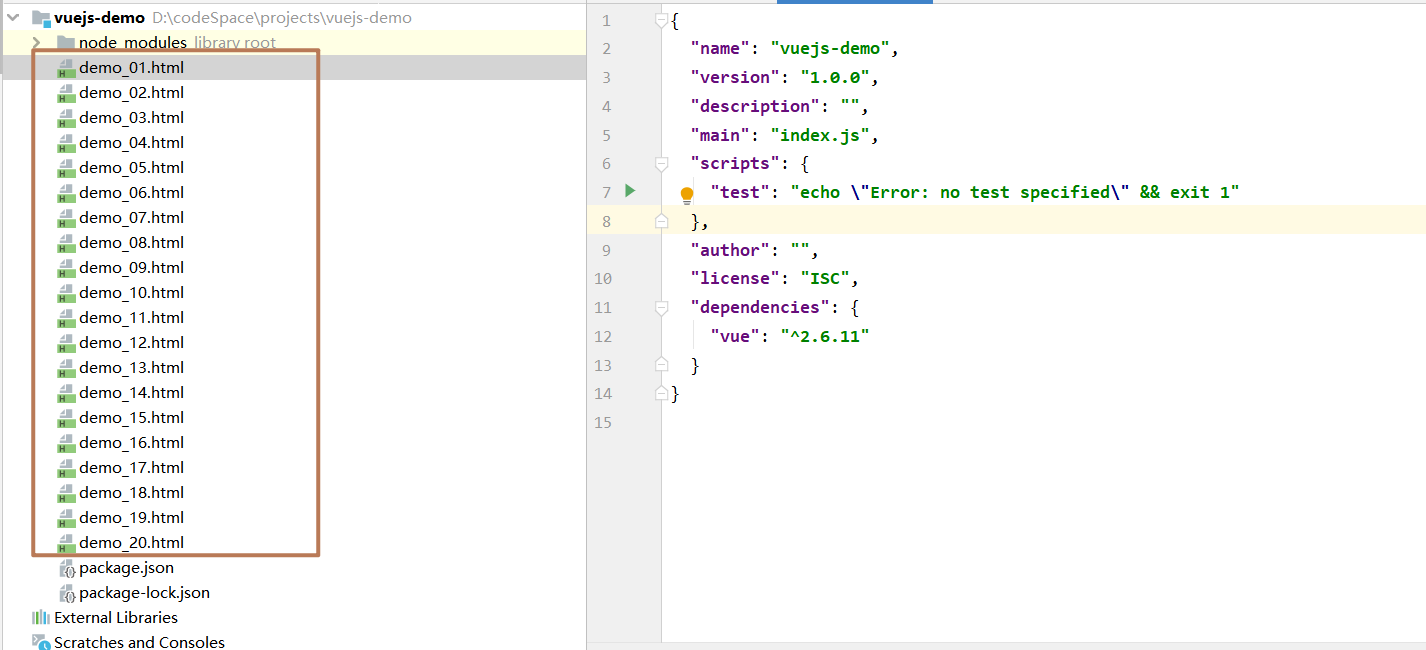 vuejs-demo D:\codeSpace\projects\vuejs-demo
node_modules library root
demo_01.html
demo_02.html
demo_03.html
demo_04.html
demo_05.html
demo_06.html
demo_07.html
demo_08.html
demo_09.html
demo_10.html
demo_11.html
demo_12.html
demo_13.html
demo_14.html
demo_15.html
demo_16.html
demo_17.html
demo_18.html
demo_19.html
demo_20.html
package.json
package-lock.json
External Libraries
Scratches and Consoles
1 {
2 "name": "vuejs-demo",
3 "version": "1.0.0",
4 "description": "",
5 "main": "index.js",
6 "scripts": {
7 "test": "echo \"Error: no test specified\" && exit 1"
8 },
9 "author": "",
10 "license": "ISC",
11 "dependencies": {
12 "vue": "^2.6.11"
13 }
14 }
15